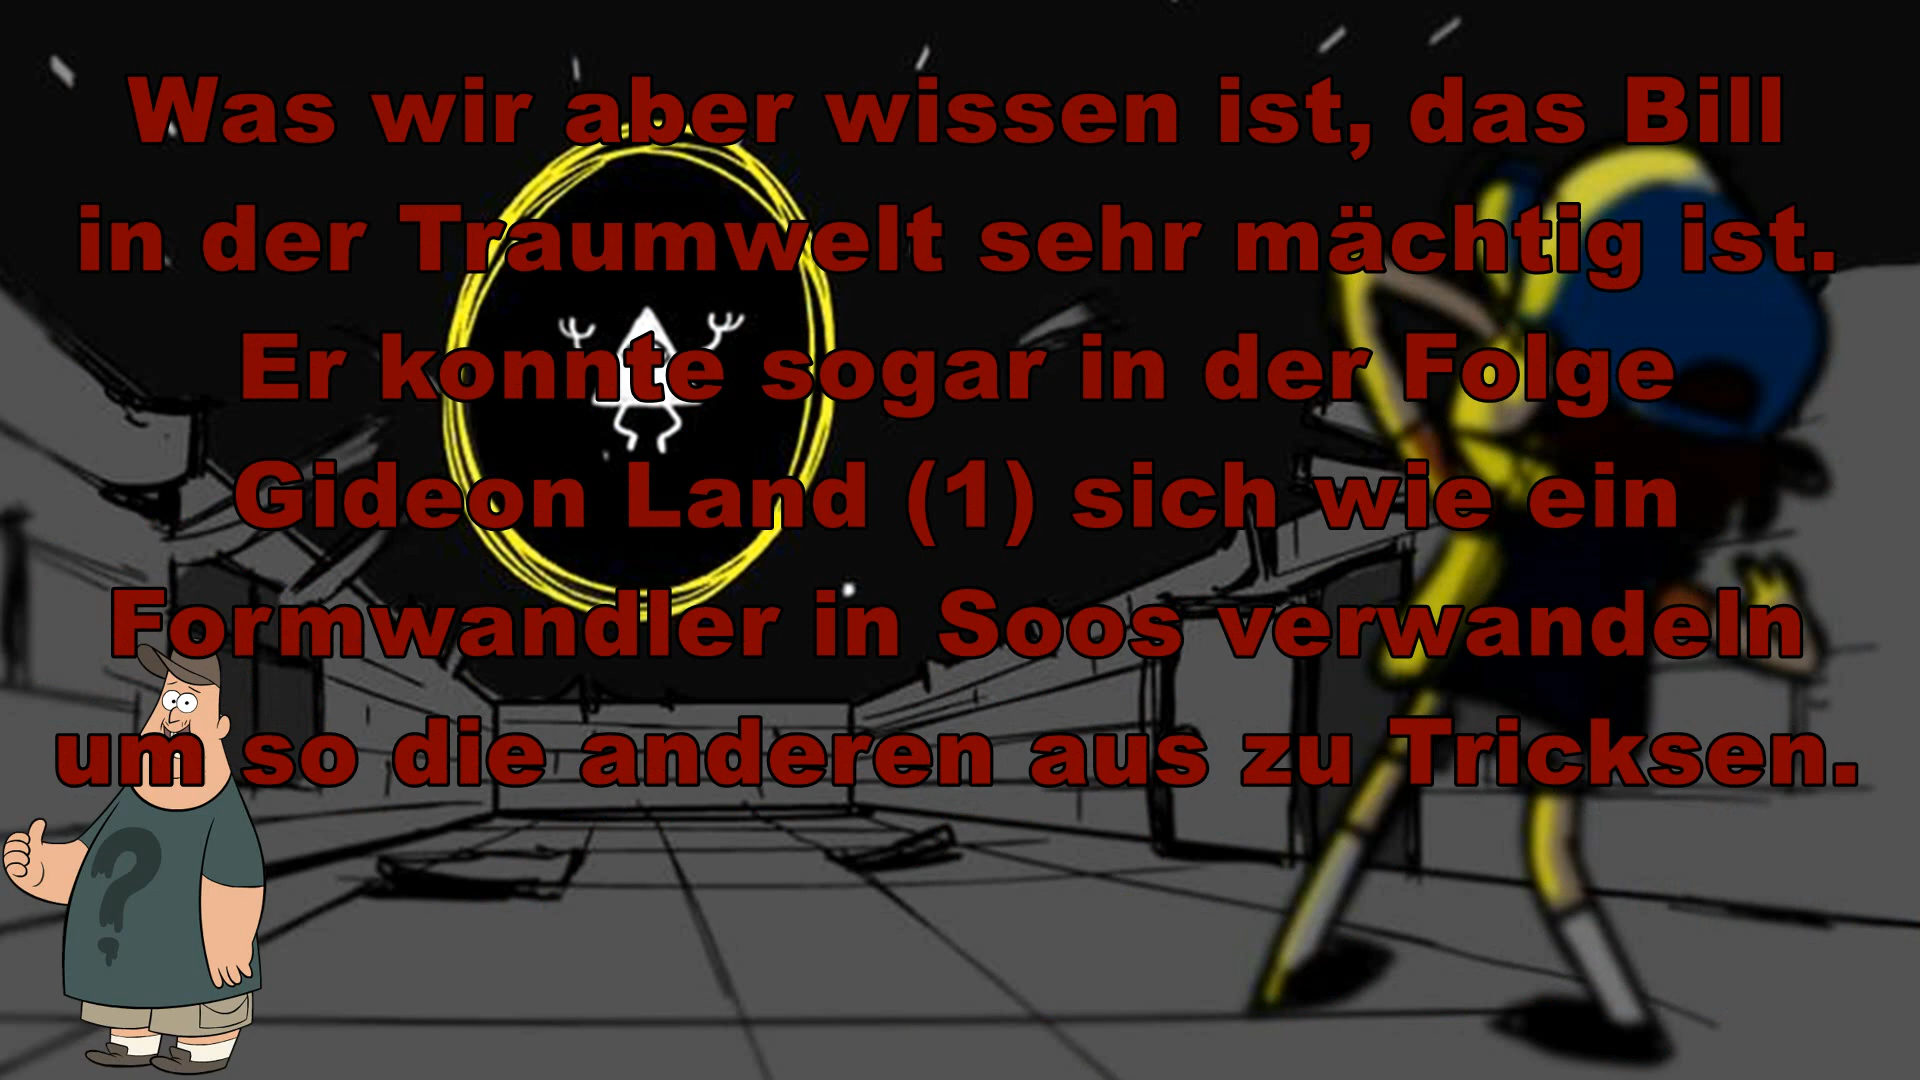 Was wir aber wissen ist, das Bill
in der Traumwelt sehr mächtig ist.
Er konnte sogar in der Folge
Gideon Land (1) sich wie ein
Formwandler in Soos verwandeln
um so die anderen aus zu Tricksen.
?